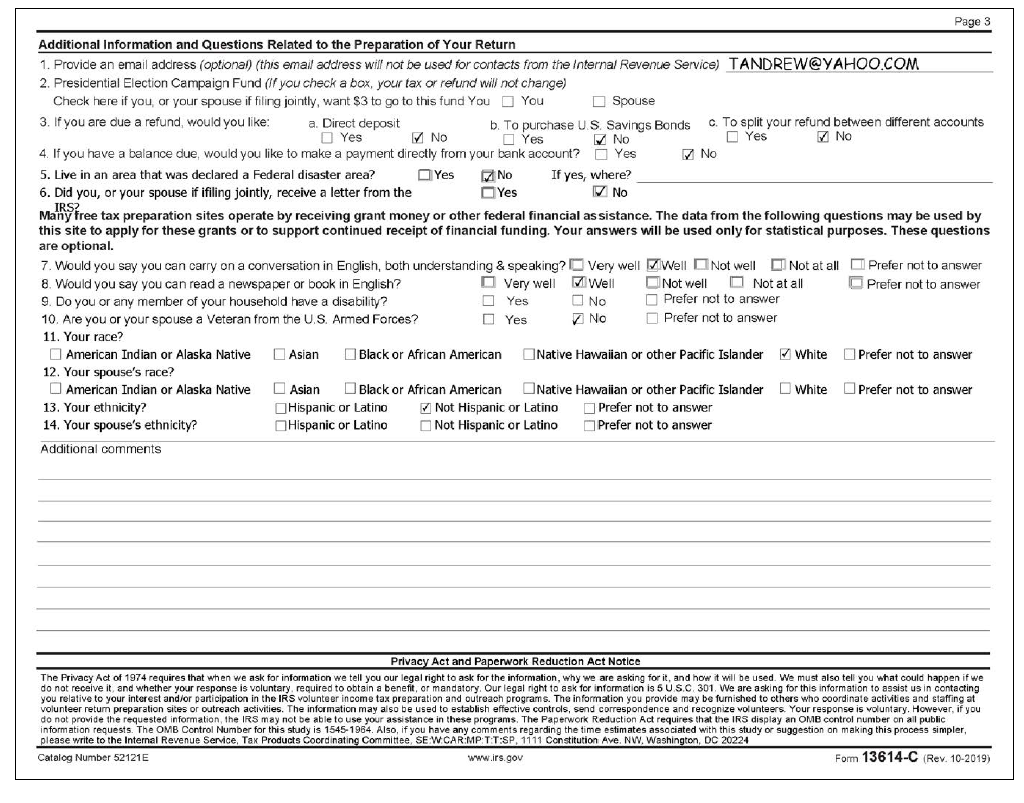 Page 3
Additional Information and Questions Related to the Preparation of Your Return
1. Provide an email address (optional) (this email address will not be used for contacts from the Internal Revenue Service) TANDREW@YAHOO.COM
2. Presidential Election Campaign Fund (If you check a box, your tax or refund will not change)
Check here if you, or your spouse if filing jointly, want $3 to go to this fund You ☐ You ☐ Spouse
3. If you are due a refund, would you like: a. Direct deposit b. To purchase U.S. Savings Bonds c. To split your refund between different accounts
☐ Yes ☑ No ☐ Yes ☑ No ☐ Yes ☑ No
4. If you have a balance due, would you like to make a payment directly from your bank account? ☐ Yes ☑ No
5. Live in an area that was declared a Federal disaster area? ☐ Yes ☑ No If yes, where?
6. Did you, or your spouse if ifiling jointly, receive a letter from the ☐ Yes ☑ No
IRS?
Many free tax preparation sites operate by receiving grant money or other federal financial assistance. The data from the following questions may be used by
this site to apply for these grants or to support continued receipt of financial funding. Your answers will be used only for statistical purposes. These questions
are optional.
7. Would you say you can carry on a conversation in English, both understanding & speaking? ☐ Very well ☑ Well ☐ Not well ☐ Not at all ☐ Prefer not to answer
8. Would you say you can read a newspaper or book in English? ☐ Very well ☑ Well ☐ Not well ☐ Not at all ☐ Prefer not to answer
9. Do you or any member of your household have a disability? ☐ Yes ☐ No ☐ Prefer not to answer
10. Are you or your spouse a Veteran from the U.S. Armed Forces? ☐ Yes ☑ No ☐ Prefer not to answer
11. Your race?
☐ American Indian or Alaska Native ☐ Asian ☐ Black or African American ☐ Native Hawaiian or other Pacific Islander ☑ White ☐ Prefer not to answer
12. Your spouse's race?
☐ American Indian or Alaska Native ☐ Asian ☐ Black or African American ☐ Native Hawaiian or other Pacific Islander ☐ White ☐ Prefer not to answer
13. Your ethnicity? ☐ Hispanic or Latino ☑ Not Hispanic or Latino ☐ Prefer not to answer
14. Your spouse's ethnicity? ☐ Hispanic or Latino ☐ Not Hispanic or Latino ☐ Prefer not to answer
Additional comments
Privacy Act and Paperwork Reduction Act Notice
The Privacy Act of 1974 requires that when we ask for information we tell you our legal right to ask for the information, why we are asking for it, and how it will be used. We must also tell you what could happen if we
do not receive it, and whether your response is voluntary, required to obtain a benefit, or mandatory. Our legal right to ask for information is 5 U.S.C. 301. We are asking for this information to assist us in contacting
you relative to your interest and/or participation in the IRS volunteer income tax preparation and outreach programs. The information you provide may be furnished to others who coordinate activities and staffing at
volunteer return preparation sites or outreach activities. The information may also be used to establish effective controls, send correspondence and recognize volunteers. Your response is voluntary. However, if you
do not provide the requested information, the IRS may not be able to use your assistance in these programs. The Paperwork Reduction Act requires that the IRS display an OMB control number on all public
information requests. The OMB Control Number for this study is 1545-1964. Also, if you have any comments regarding the time estimates associated with this study or suggestion on making this process simpler,
please write to the Internal Revenue Service, Tax Products Coordinating Committee, SE:W:CAR:MP:T:T:SP, 1111 Constitution Ave. NW, Washington, DC 20224
Catalog Number 52121E www.irs.gov Form 13614-C (Rev. 10-2019)